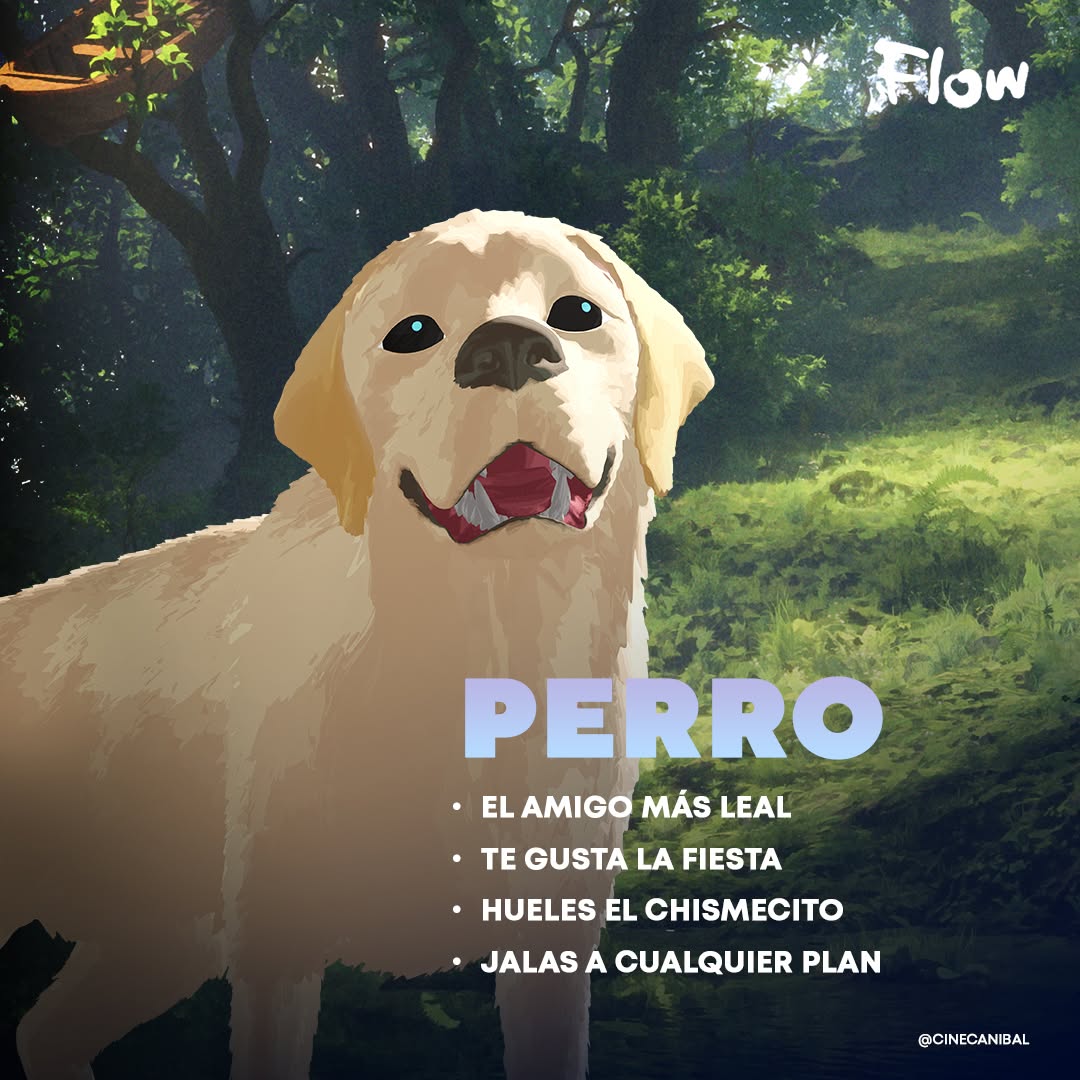 Flow
PERRO
• EL AMIGO MÁS LEAL
• TE GUSTA LA FIESTA
• HUELES EL CHISMECITO
• JALAS A CUALQUIER PLAN
@CINECANIBAL